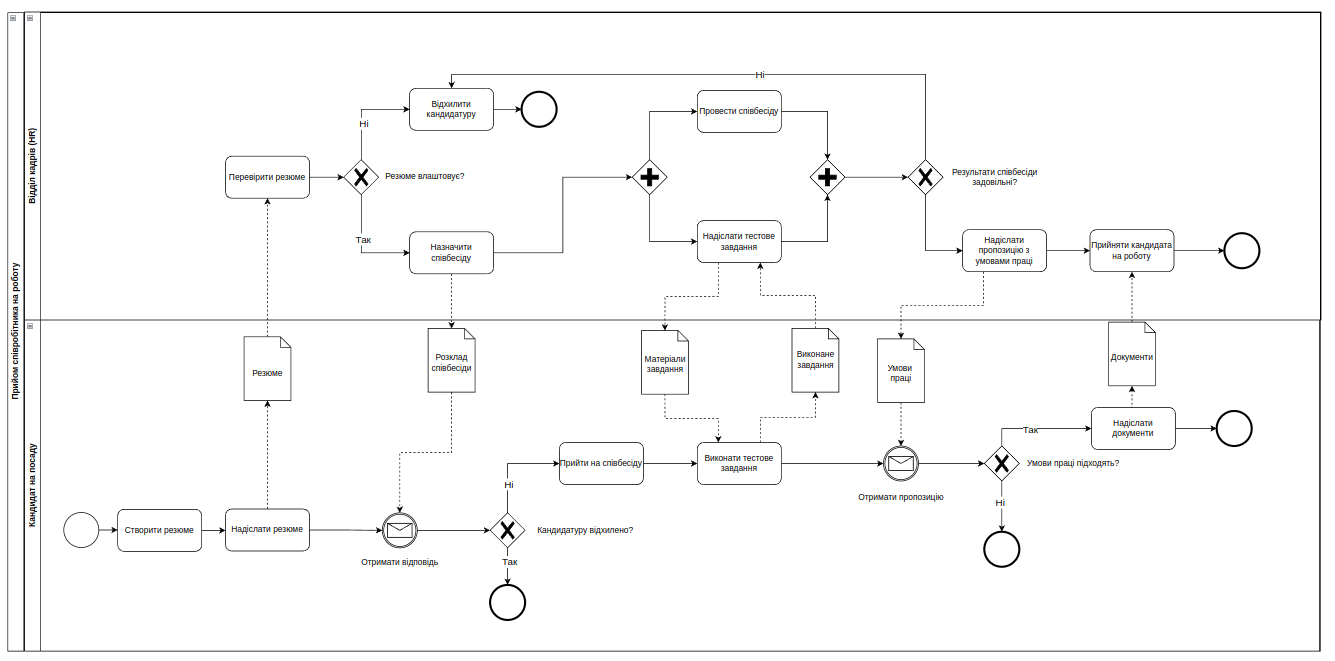 Прийом співробітника на роботу
Відділ кадрів (HR)
Ні
Відхилити
кандидатуру
Провести співбесіду
Ні
Перевірити резюме
Резюме влаштовує?
Результати співбесіди
задовільні?
Так
Назначити
співбесіду
Надіслати тестове
завдання
Надіслати
пропозицію з
умовами праці
Прийняти кандидата
на роботу
Кандидат на посаду
Резюме
Розклад
співбесіди
Матеріали
завдання
Виконане
завдання
Умови
праці
Документи
Надіслати
документи
Так
Прийти на співбесіду
Виконати тестове
завдання
Умови праці підходять?
Ні
Отримати пропозицію
Ні
Створити резюме
Надіслати резюме
Кандидатуру відхилено?
Отримати відповідь
Так